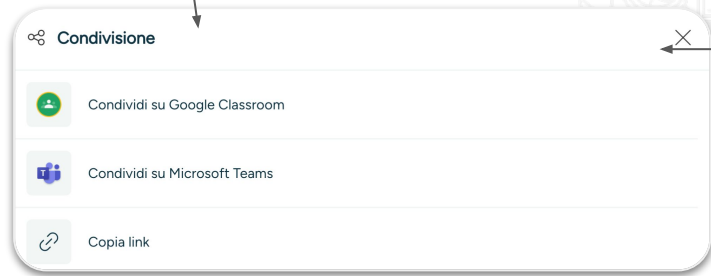 Condivisione
Condividi su Google Classroom
Condividi su Microsoft Teams
Copia link